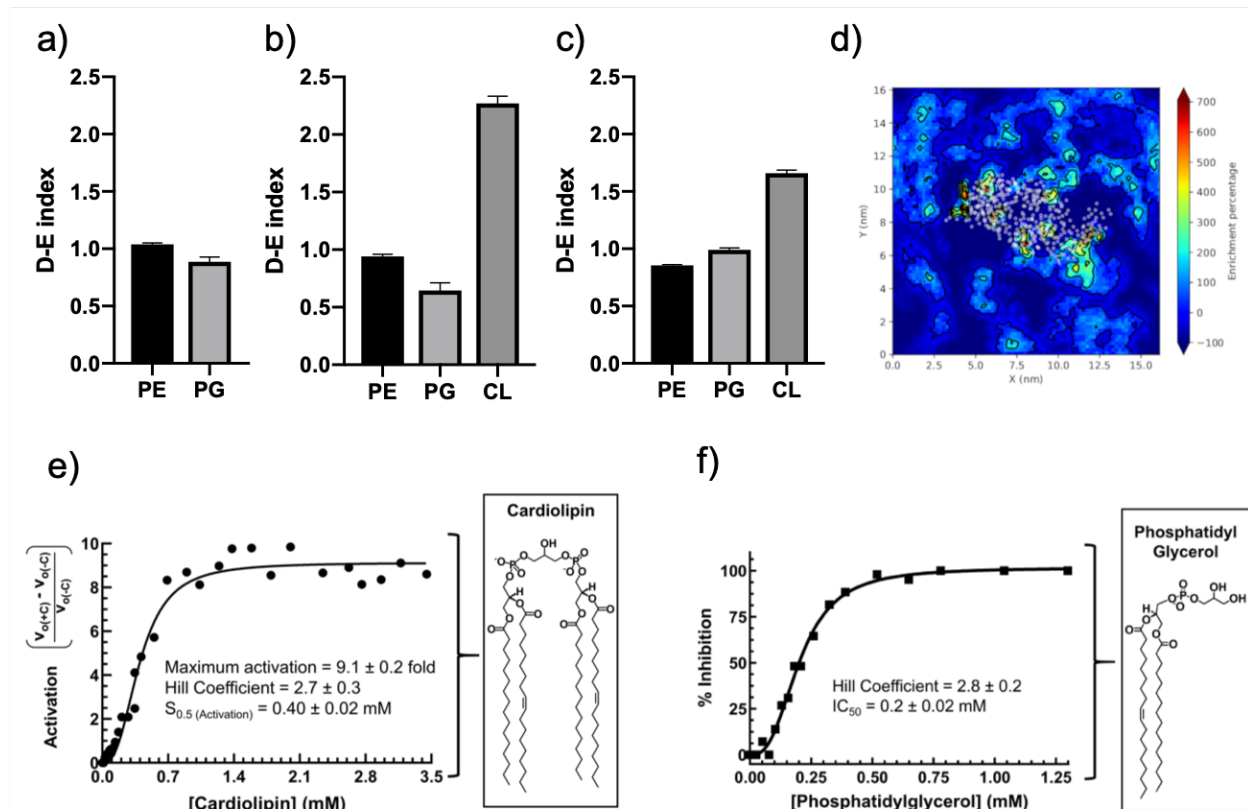 a)
2.5
2.0
1.5
1.0
0.5
0.0
D-E index
PE PG
b)
2.5
2.0
1.5
1.0
0.5
0.0
D-E index
PE PG CL
c)
2.5
2.0
1.5
1.0
0.5
0.0
D-E index
PE PG CL
d)
16
14
12
10
8
6
4
2
0
Y (nm)
0.0 2.5 5.0 7.5 10.0 12.5 15.0
X (nm)
700
600
500
400
300
200
100
0
−100
Enrichment percentage
e)
Activation
V₀(+C) - V₀(-C)
V₀(-C)
10
8
6
4
2
0
Maximum activation = 9.1 ± 0.2 fold
Hill Coefficient = 2.7 ± 0.3
S0.5 (Activation) = 0.40 ± 0.02 mM
0.0 0.7 1.4 2.1 2.8 3.5
[Cardiolipin] (mM)
Cardiolipin
OH
O P O O P O
O- O-
O O O O
H H
O O O O
f)
% Inhibition
100
75
50
25
0
Hill Coefficient = 2.8 ± 0.2
IC50 = 0.2 ± 0.02 mM
0.00 0.25 0.50 0.75 1.00 1.25
[Phosphatidylglycerol] (mM)
Phosphatidyl
Glycerol
O OH
O P O OH
O-
H
O O
O O